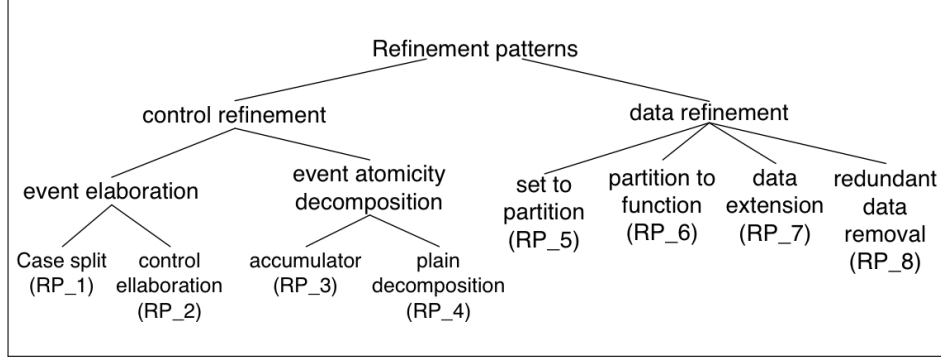 Refinement patterns
control refinement
data refinement
event elaboration
event atomicity
decomposition
set to
partition
(RP_5)
partition to
function
(RP_6)
data
extension
(RP_7)
redundant
data
removal
(RP_8)
Case split
(RP_1)
control
ellaboration
(RP_2)
accumulator
(RP_3)
plain
decomposition
(RP_4)